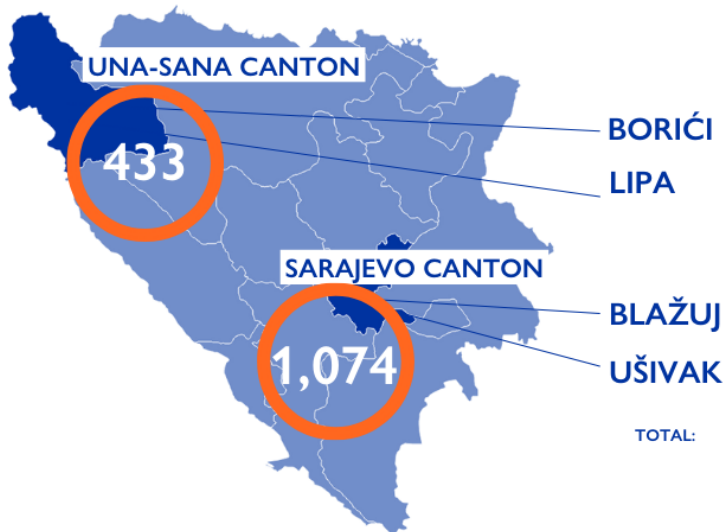 UNA-SANA CANTON
433
BORIĆI
LIPA
SARAJEVO CANTON
1,074
BLAŽUJ
UŠIVAK
TOTAL: